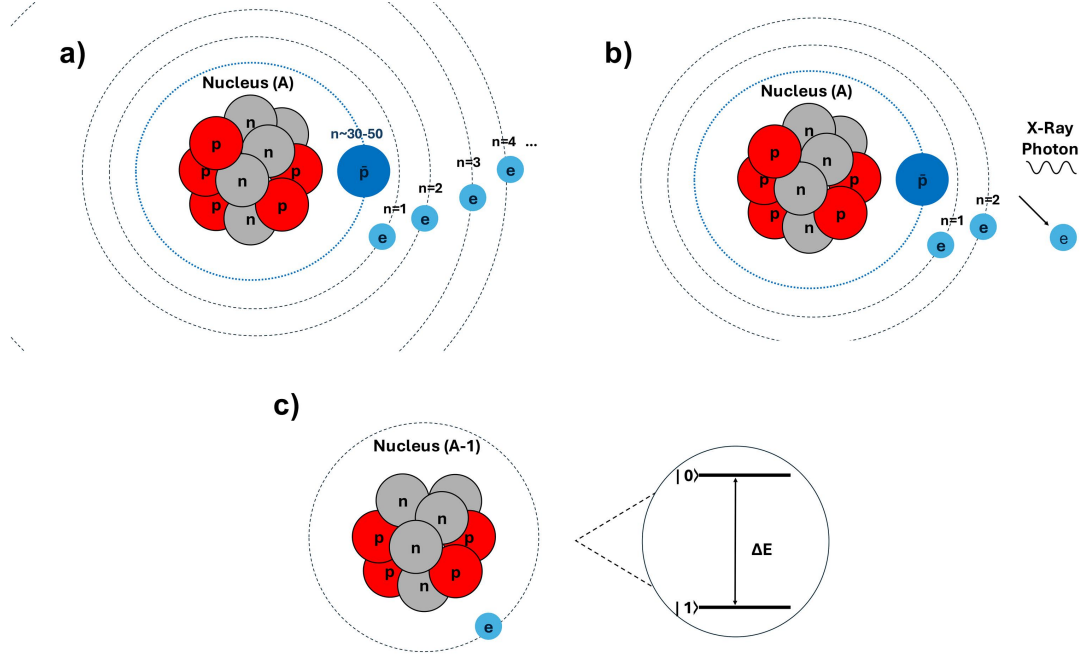 a)
Nucleus (A)
n~30-50
n
n
p
p
p̄
n
p
p
n
n=1
e
n=2
e
n=3
e
n=4 ...
e
b)
Nucleus (A)
n
p
n
p
p
p̄
n
p
p
n
n=1
e
n=2
e
X-Ray
Photon
e
c)
Nucleus (A-1)
n
n
p
p
n
p
p
n
e
|0⟩
ΔE
|1⟩